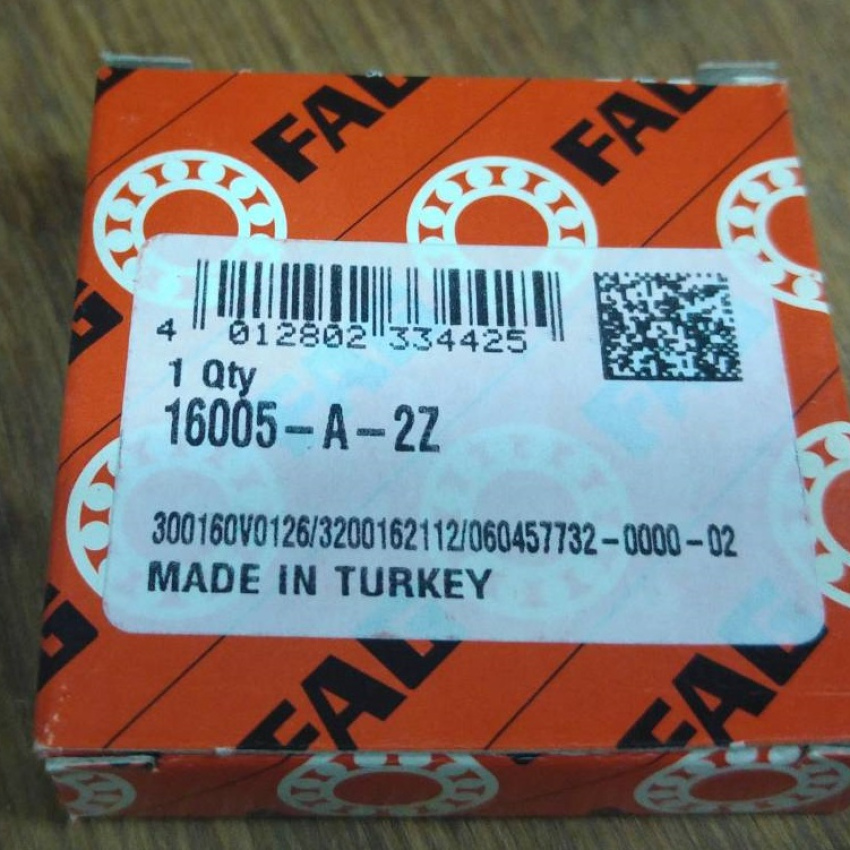 FAG
FAG
4 012802 334425
1 Qty
16005-A-2Z
300160V0126/3200162112/060457732-0000-02
MADE IN TURKEY
FAG
FAG